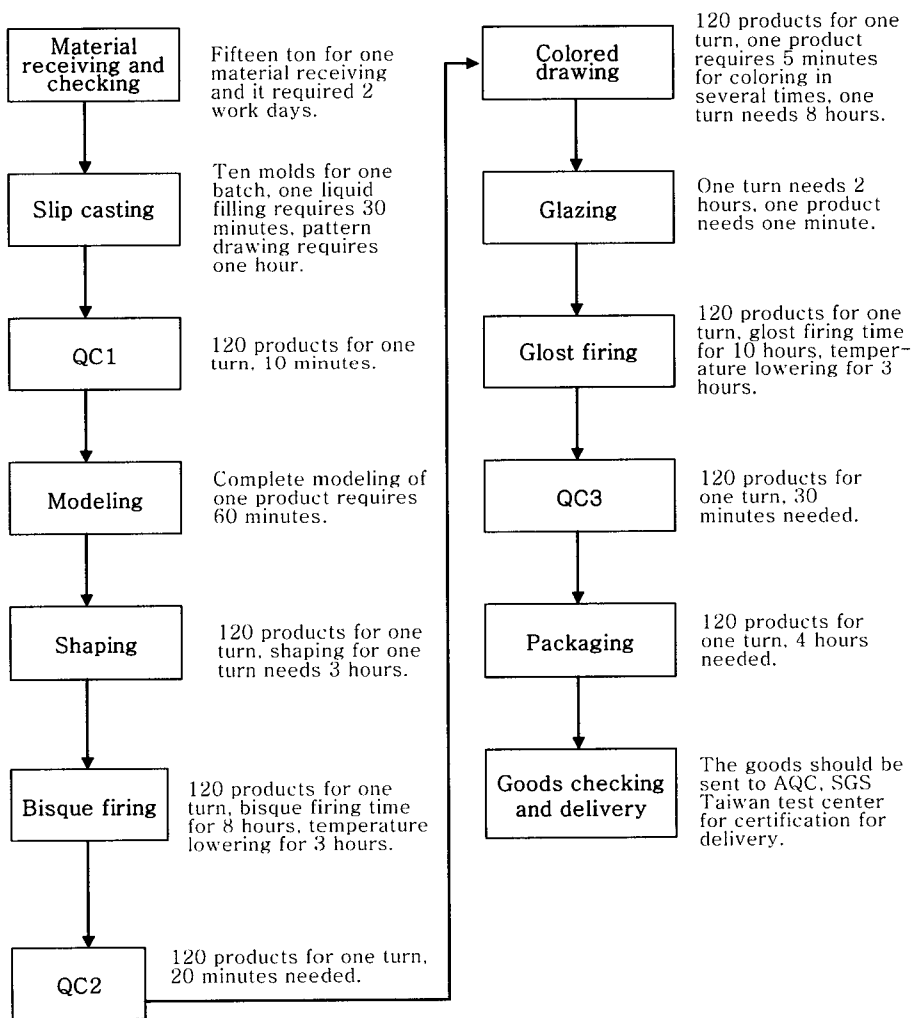 Material
receiving and
checking
Fifteen ton for one
material receiving
and it required 2
work days.
Slip casting
Ten molds for one
batch, one liquid
filling requires 30
minutes, pattern
drawing requires
one hour.
QC1
120 products for one
turn, 10 minutes.
Modeling
Complete modeling of
one product requires
60 minutes.
Shaping
120 products for one
turn, shaping for one
turn needs 3 hours.
Bisque firing
120 products for one
turn, bisque firing time
for 8 hours, temperature
lowering for 3 hours.
QC2
120 products for one turn,
20 minutes needed.
Colored
drawing
120 products for one
turn, one product
requires 5 minutes
for coloring in
several times, one
turn needs 8 hours.
Glazing
One turn needs 2
hours, one product
needs one minute.
Glost firing
120 products for one
turn, glost firing time
for 10 hours, temper-
ature lowering for 3
hours.
QC3
120 products for
one turn, 30
minutes needed.
Packaging
120 products for
one turn, 4 hours
needed.
Goods checking
and delivery
The goods should be
sent to AQC, SGS
Taiwan test center
for certification for
delivery.